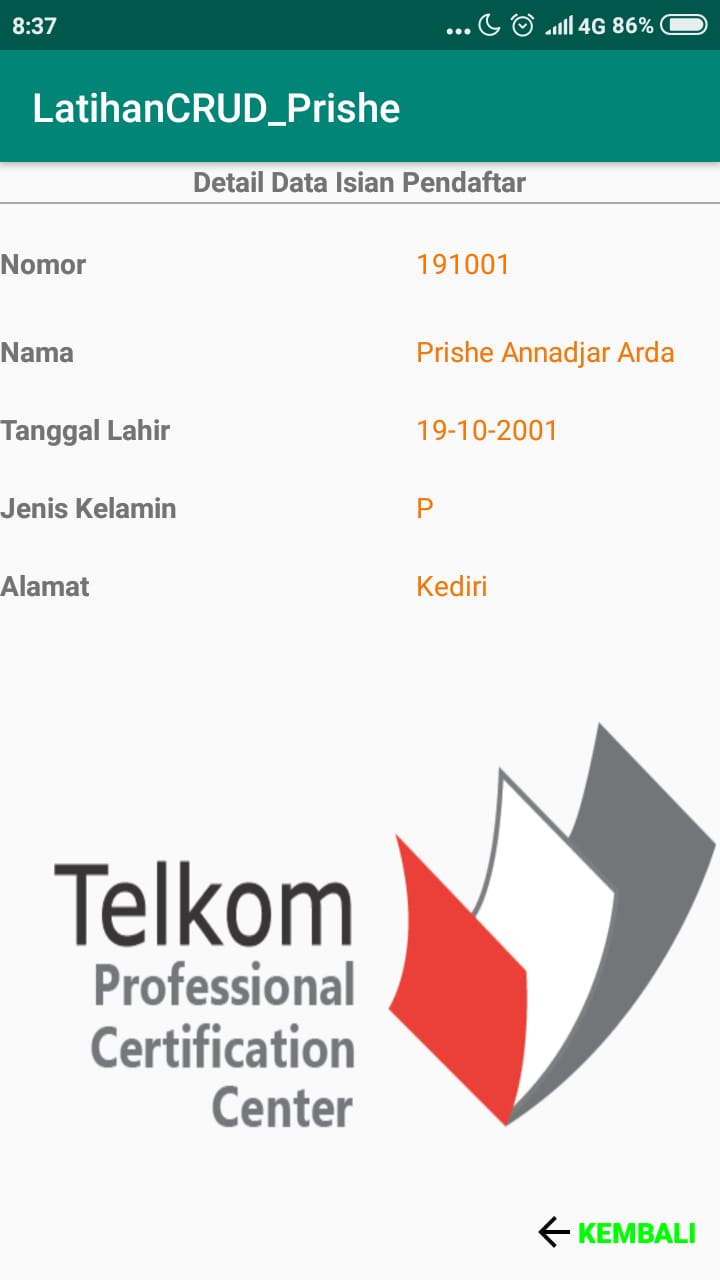 8:37 ... 4G 86%
LatihanCRUD_Prishe
Detail Data Isian Pendaftar
Nomor 191001
Nama Prishe Annadjar Arda
Tanggal Lahir 19-10-2001
Jenis Kelamin P
Alamat Kediri
Telkom
Professional
Certification
Center
KEMBALI